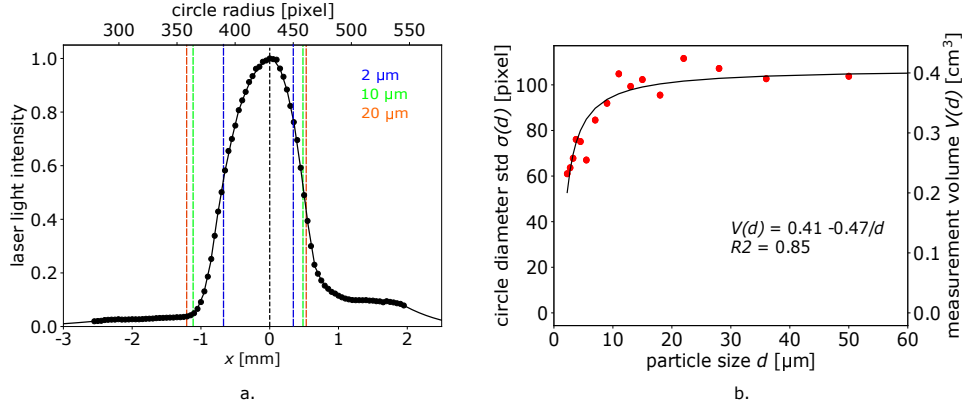 circle radius [pixel]
300 350 400 450 500 550
laser light intensity
1.0
0.8
0.6
0.4
0.2
0.0
2 µm
10 µm
20 µm
-3 -2 -1 0 1 2
x [mm]
a.
circle diameter std σ(d) [pixel]
100
80
60
40
20
0
V(d) = 0.41 -0.47/d
R2 = 0.85
0.4
0.3
0.2
0.1
0.0
measurement volume V(d) [cm³]
0 10 20 30 40 50 60
particle size d [µm]
b.